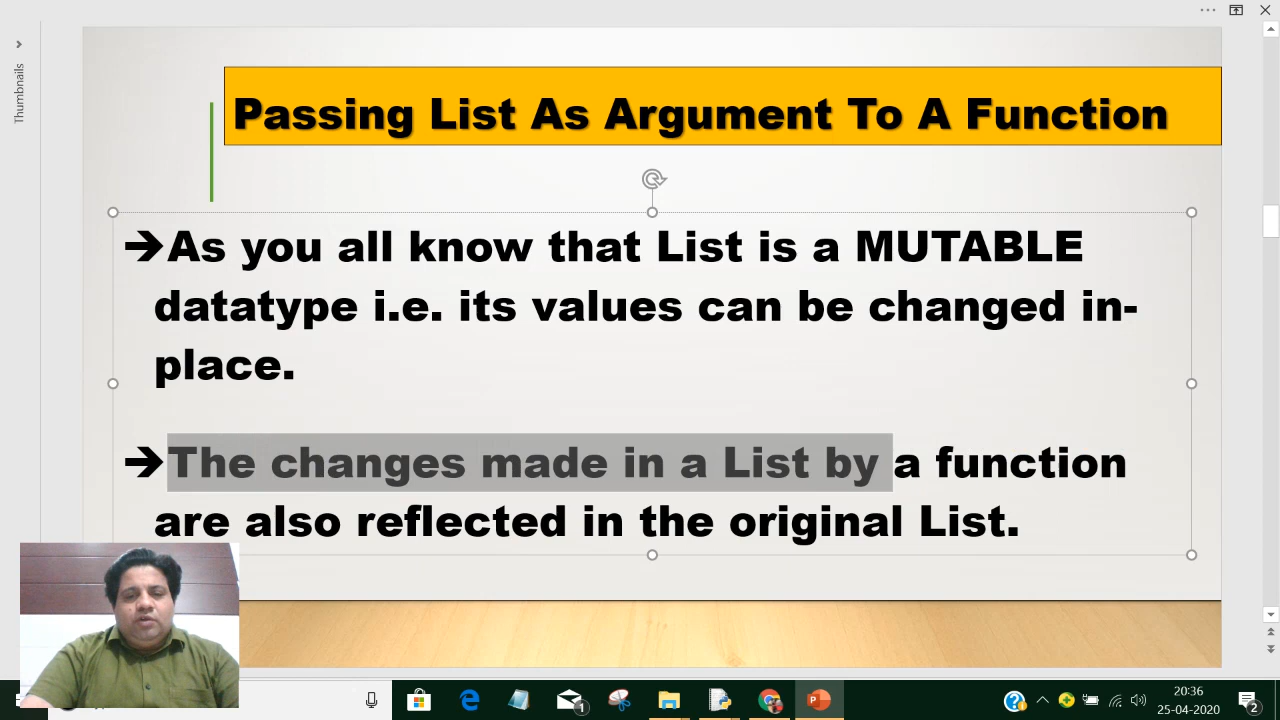 Thumbnails
Passing List As Argument To A Function
➔As you all know that List is a MUTABLE
datatype i.e. its values can be changed in-
place.
➔The changes made in a List by a function
are also reflected in the original List.
1
20:36
25-04-2020
2